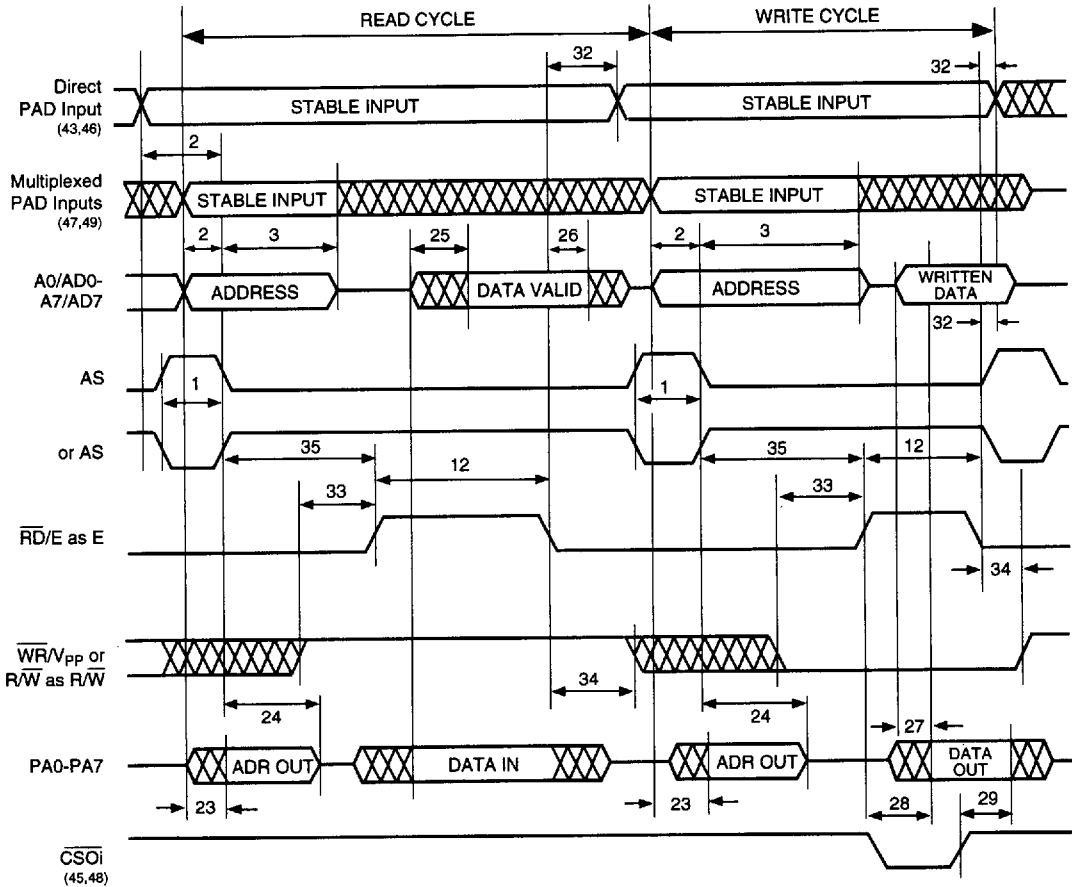 READ CYCLE
WRITE CYCLE
32
32
Direct
PAD Input
(43,46)
STABLE INPUT
STABLE INPUT
2
Multiplexed
PAD Inputs
(47,49)
STABLE INPUT
STABLE INPUT
2
3
25
26
2
3
A0/AD0-
A7/AD7
ADDRESS
DATA VALID
ADDRESS
WRITTEN
DATA
32
AS
1
1
or AS
35
12
35
12
33
33
RD/E as E
34
WR/VPP or
R/W as R/W
34
24
24
27
PA0-PA7
ADR OUT
DATA IN
ADR OUT
DATA
OUT
23
23
28
29
CSOi
(45,48)